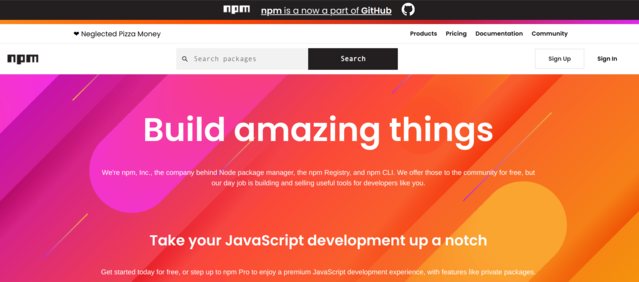 npm npm is a now a part of GitHub
❤ Neglected Pizza Money
Products Pricing Documentation Community
npm
Search packages
Search
Sign Up
Sign In
Build amazing things
We're npm, Inc., the company behind Node package manager, the npm Registry, and npm CLI. We offer those to the community for free, but
our day job is building and selling useful tools for developers like you.
Take your JavaScript development up a notch
Get started today for free, or step up to npm Pro to enjoy a premium JavaScript development experience, with features like private packages.